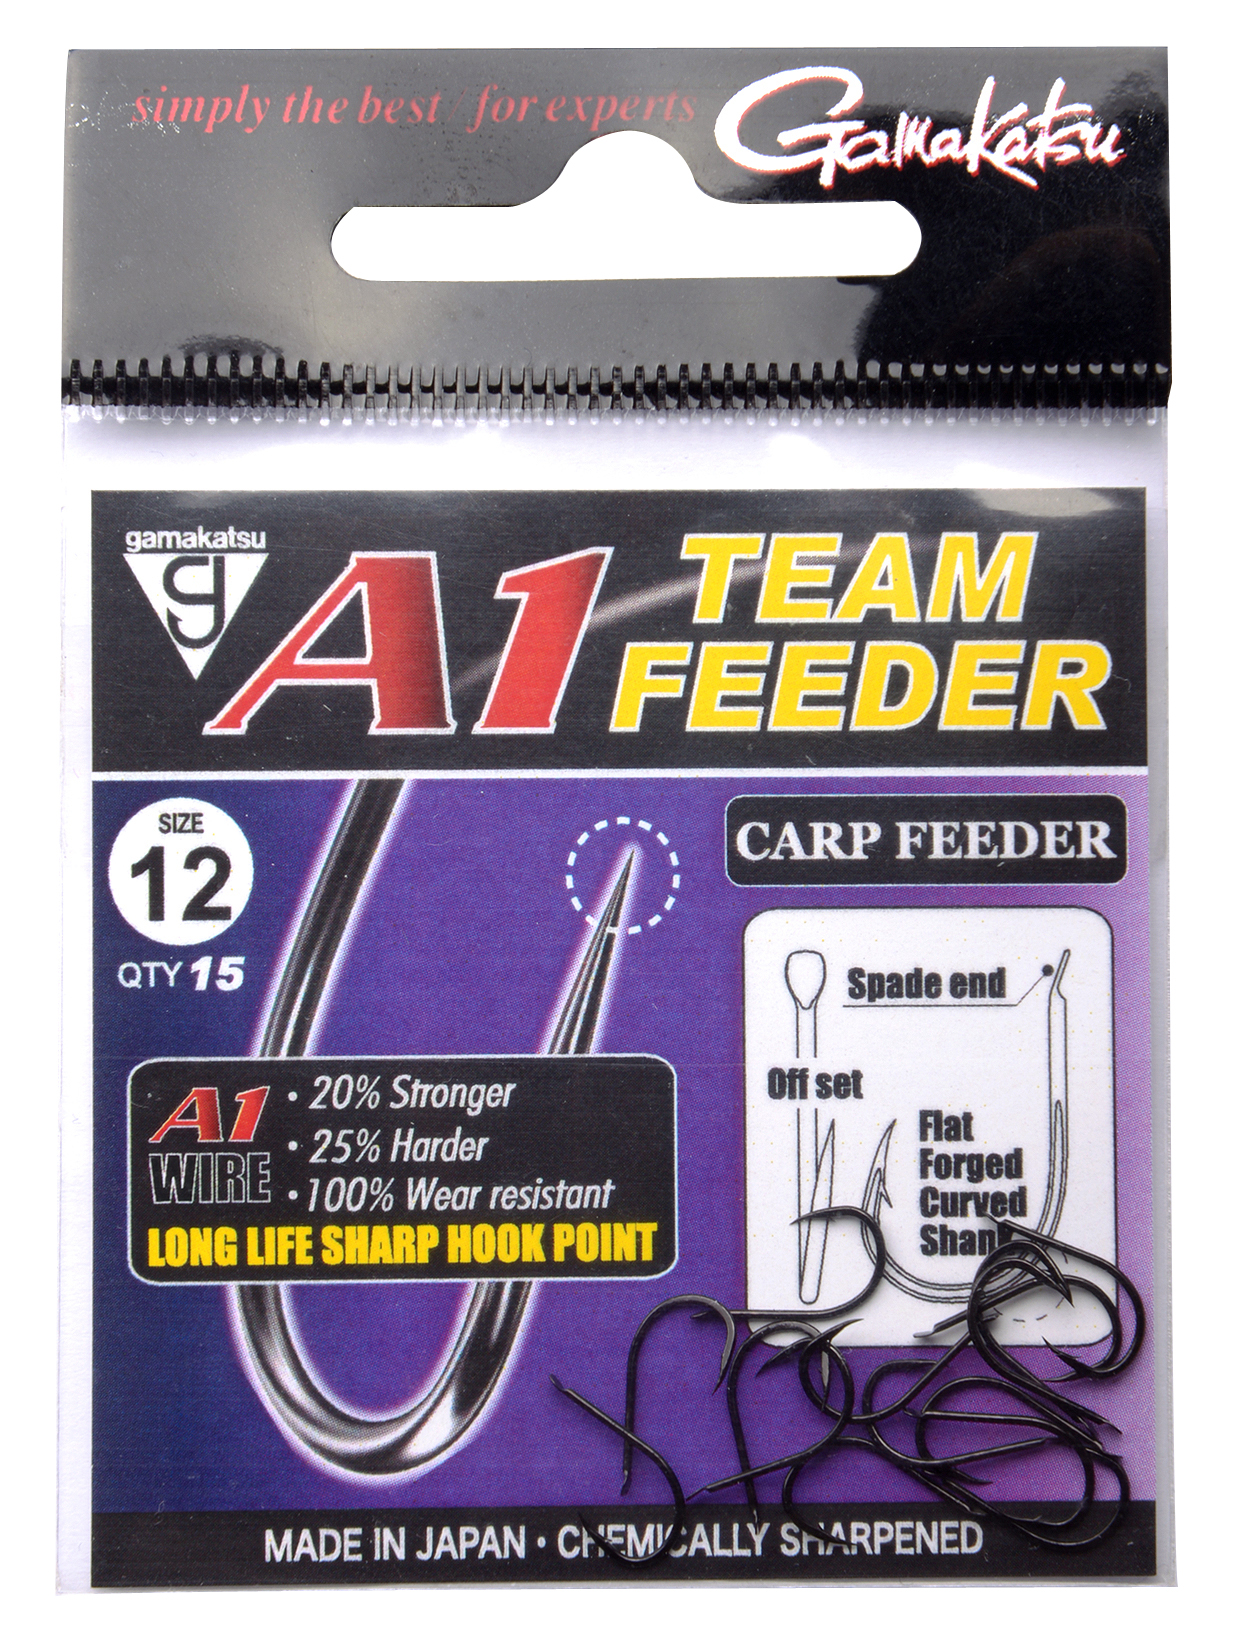 simply the best / for experts
Gamakatsu
gamakatsu
A1
TEAM
FEEDER
SIZE
12
QTY 15
CARP FEEDER
Spade end
Off set
Flat
Forged
Curved
Shank
A1
WIRE
• 20% Stronger
• 25% Harder
• 100% Wear resistant
LONG LIFE SHARP HOOK POINT
MADE IN JAPAN • CHEMICALLY SHARPENED